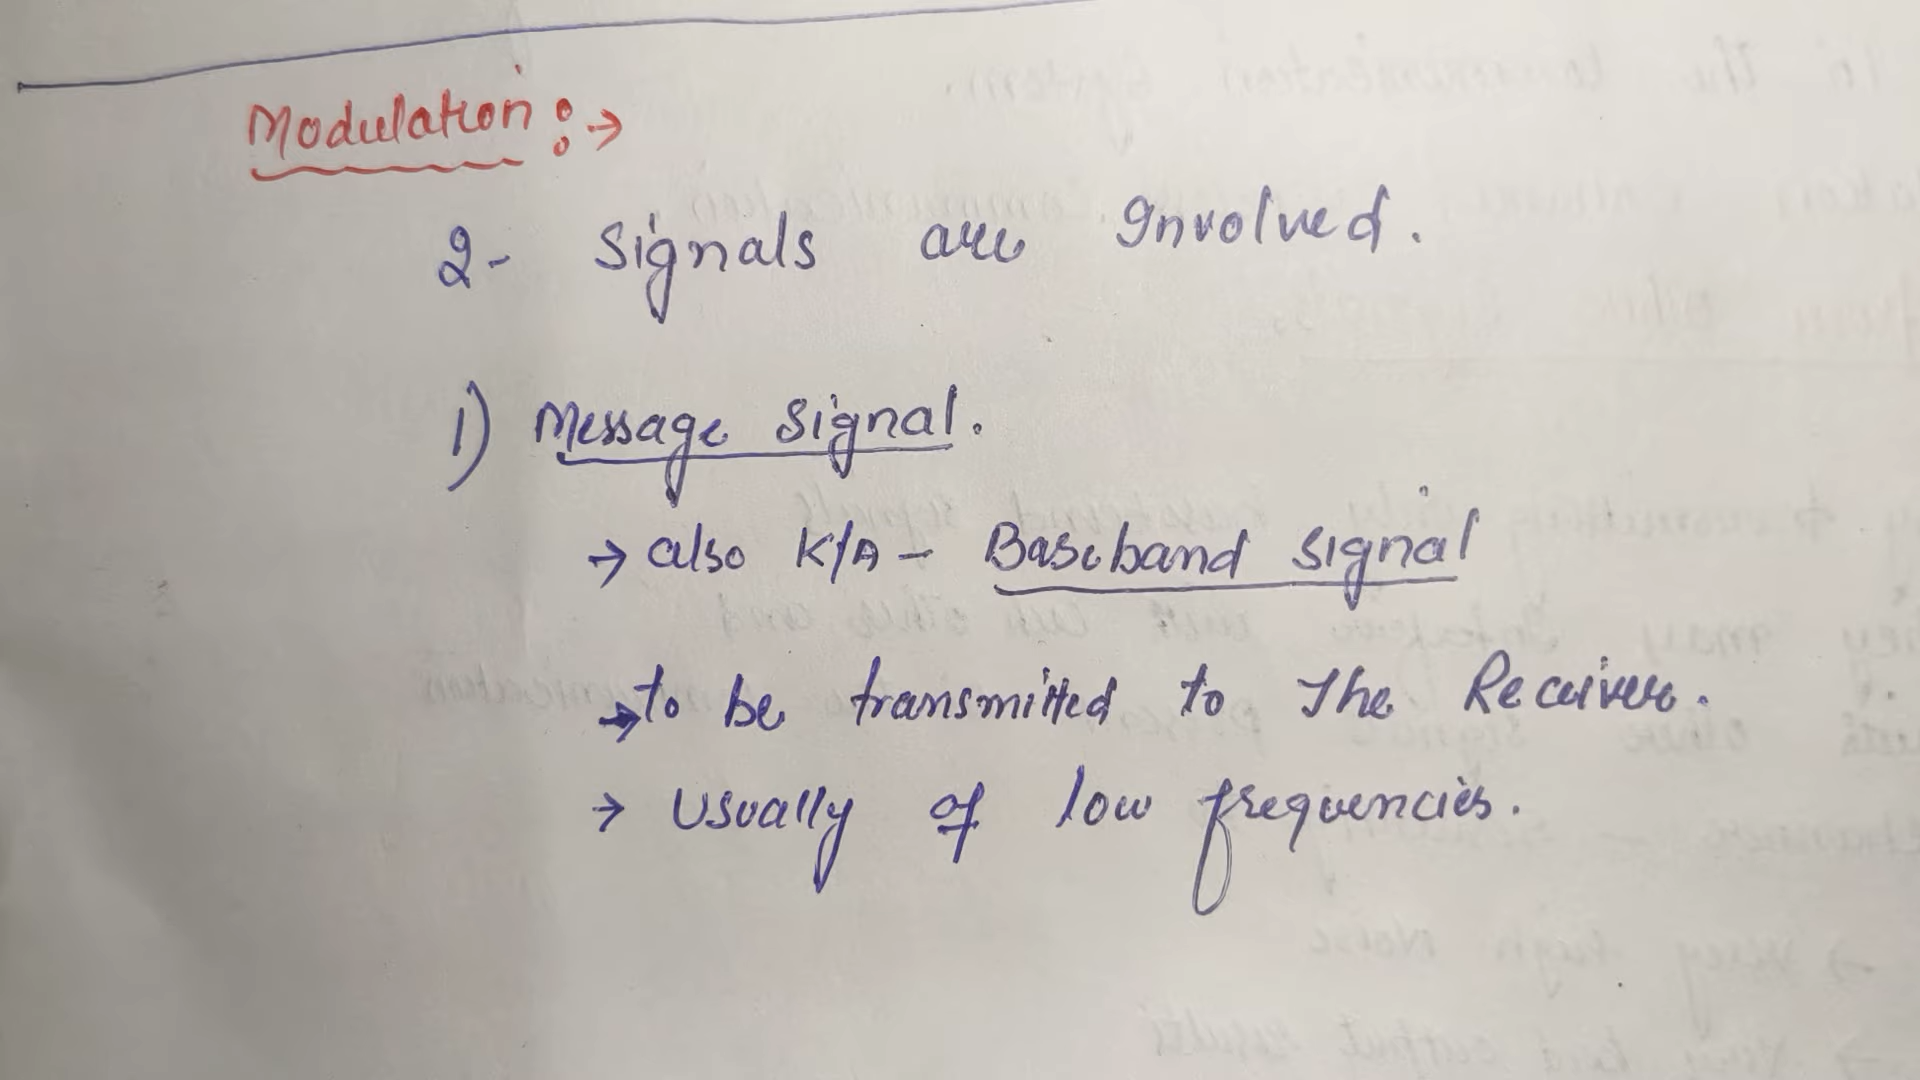 Modulation :→
2- Signals are Involved.
1) Message Signal.
→ also K/A – Baseband Signal
→ to be transmitted to The Receiver.
→ Usually of low frequencies.